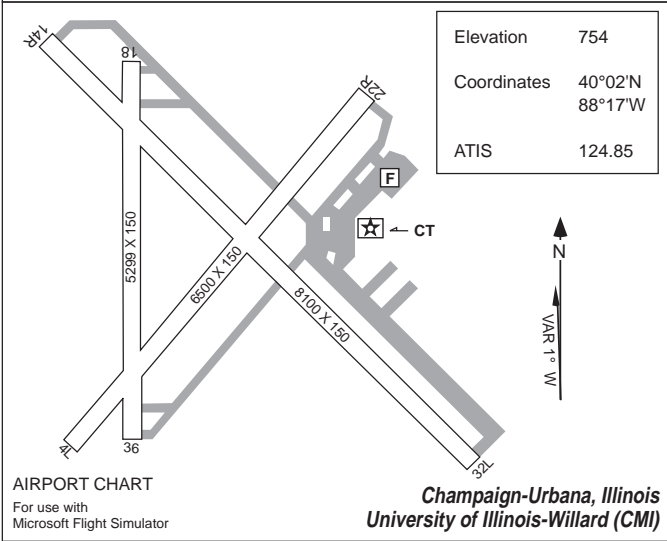 14R
18
22R
Elevation 754
Coordinates 40°02'N
88°17'W
ATIS 124.85
F
CT
N
VAR 1° W
5299 X 150
6500 X 150
8100 X 150
4L
36
32L
AIRPORT CHART
For use with
Microsoft Flight Simulator
Champaign-Urbana, Illinois
University of Illinois-Willard (CMI)